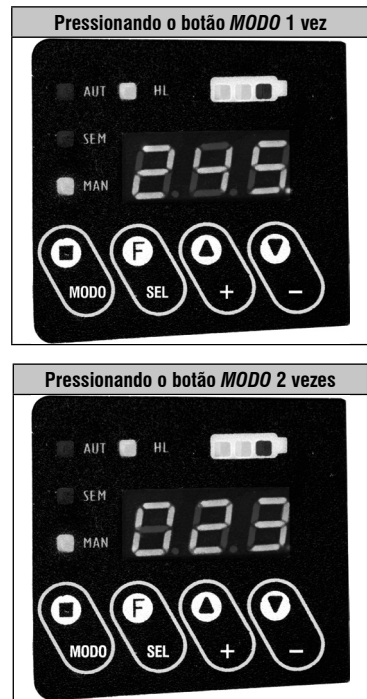 Pressionando o botão MODO 1 vez
AUT HL
SEM
MAN
245.
F
MODO SEL + -
Pressionando o botão MODO 2 vezes
AUT HL
SEM
MAN
023
F
MODO SEL + -